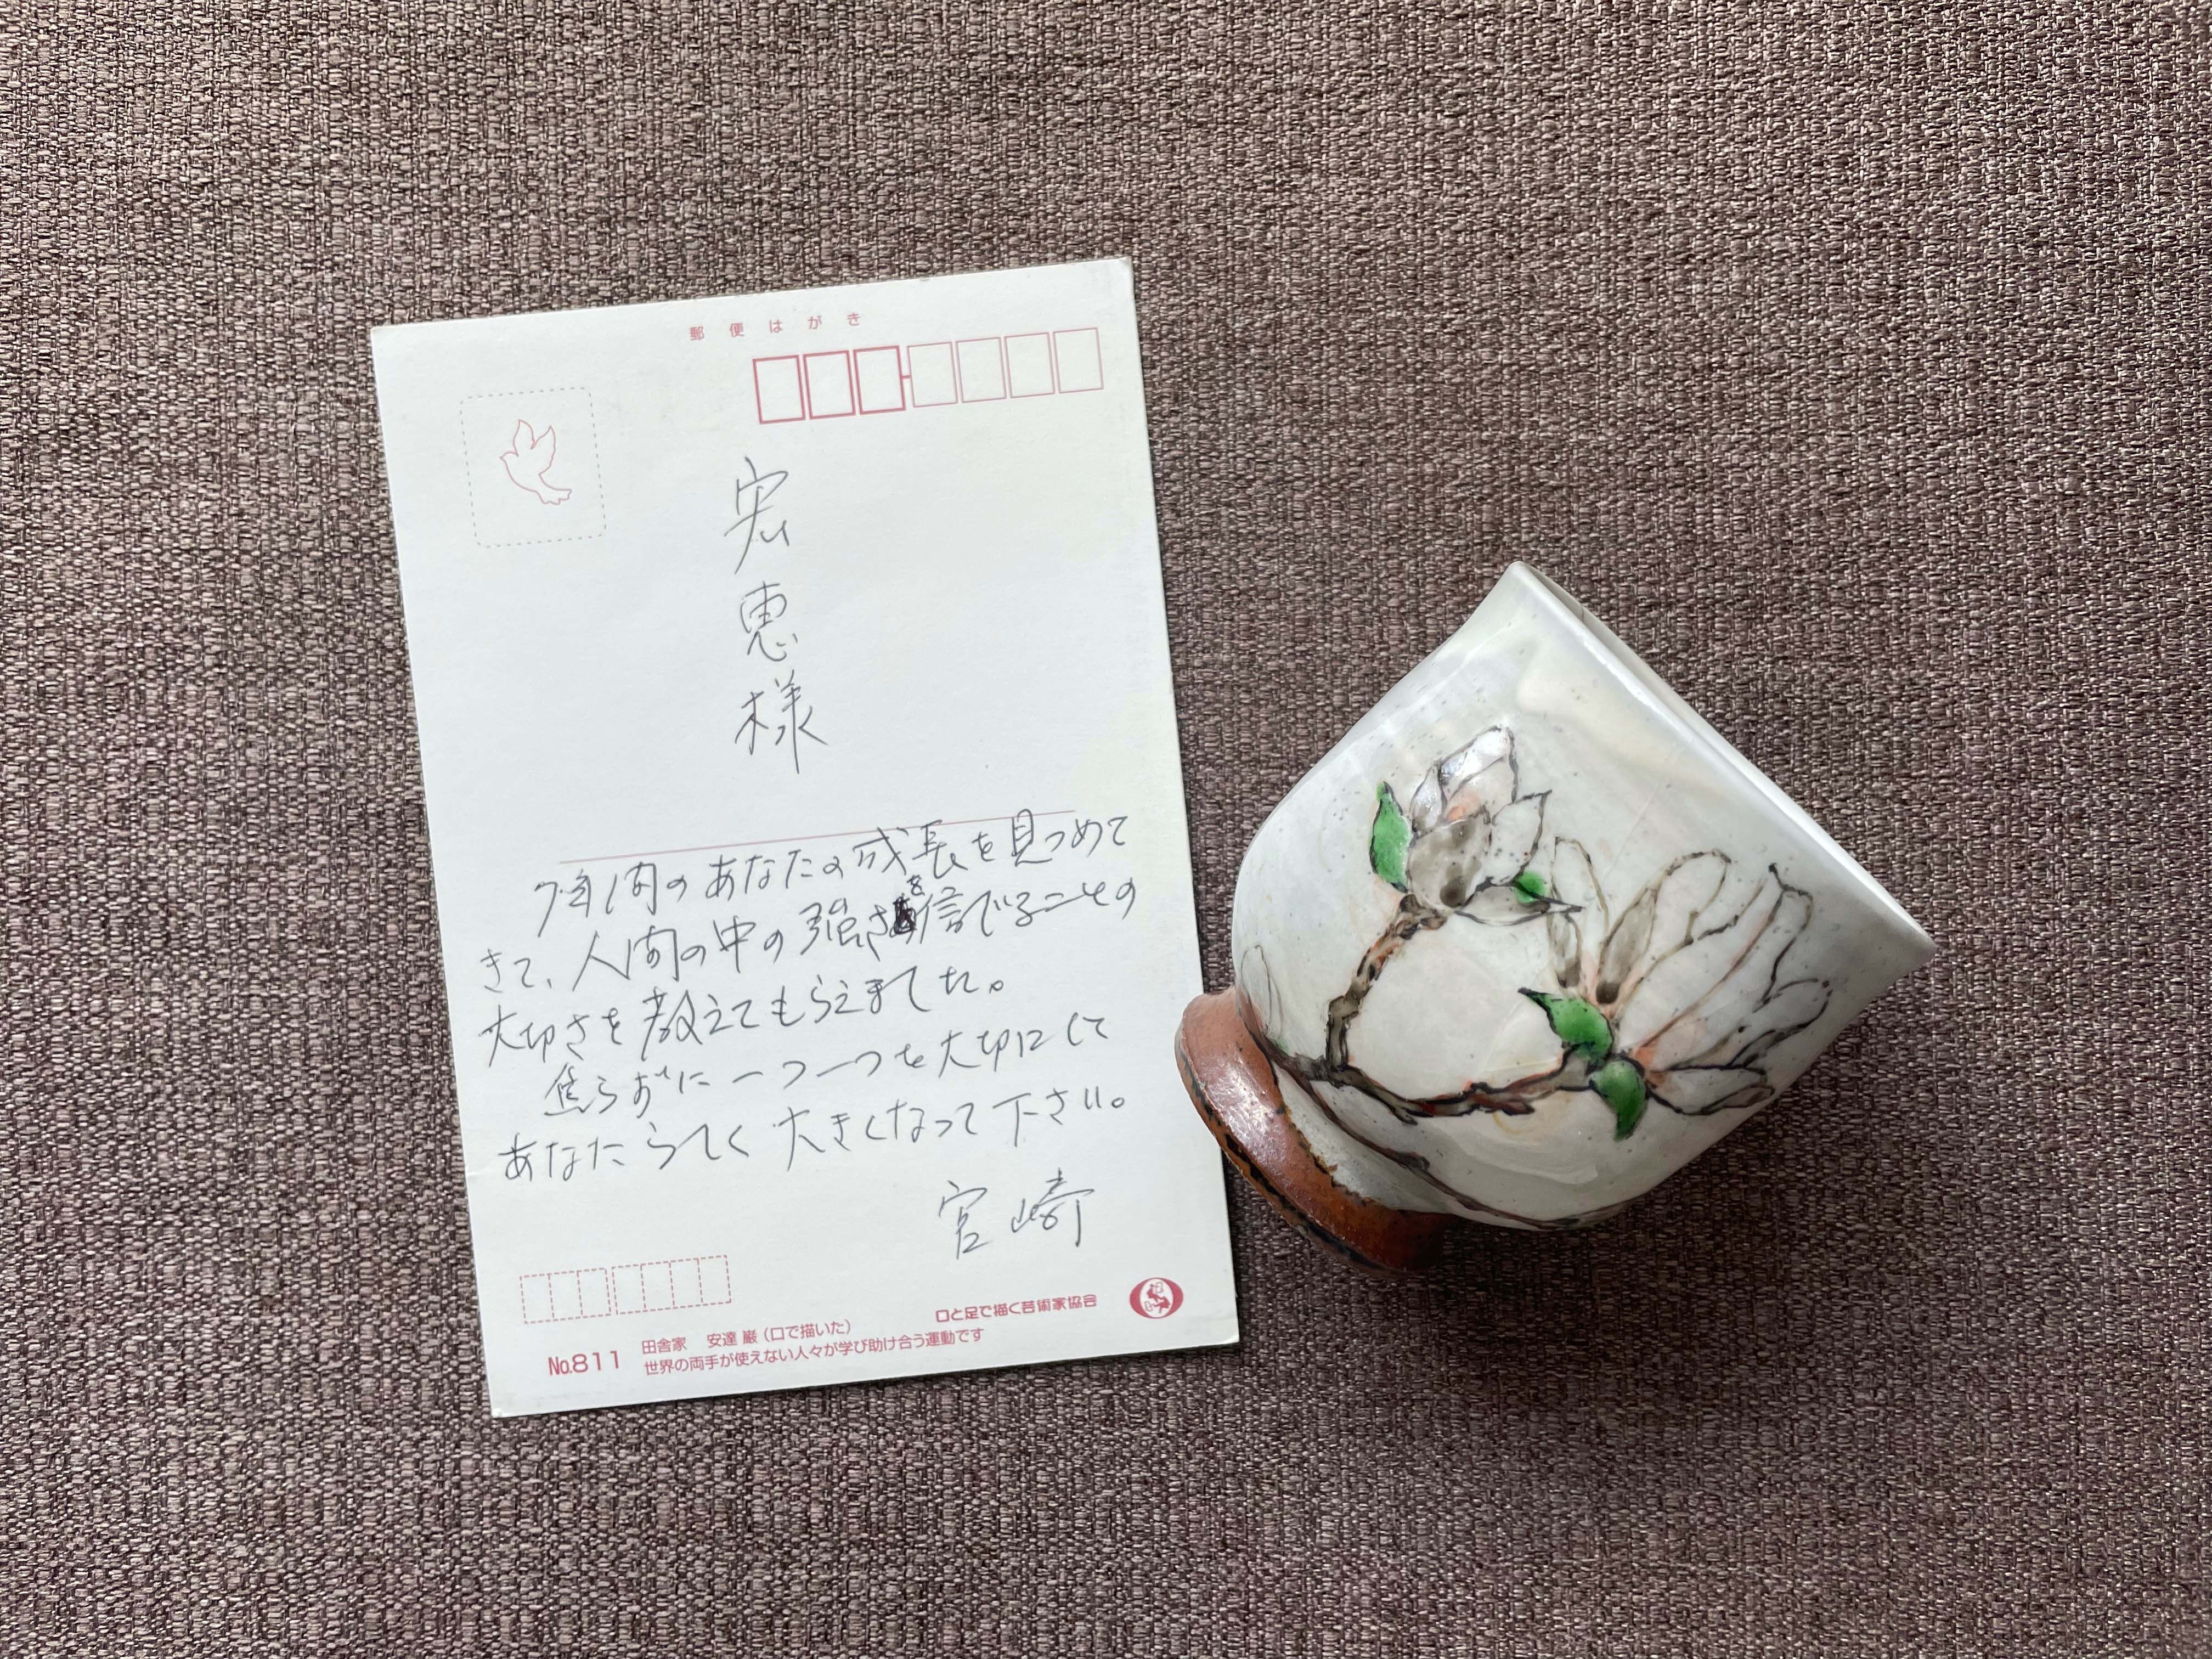 郵便はがき
宏恵様
7年間のあなたの成長を見つめて
きて、人間の中の強さを信じることの
大切さを教えてもらえました。
焦らずに一つ一つを大切にして
あなたらしく大きくなって下さい。
宮崎
口と足で描く芸術家協会
No.811
田舎家 安達 巌（口で描いた）
世界の両手が使えない人々が学び助け合う運動です